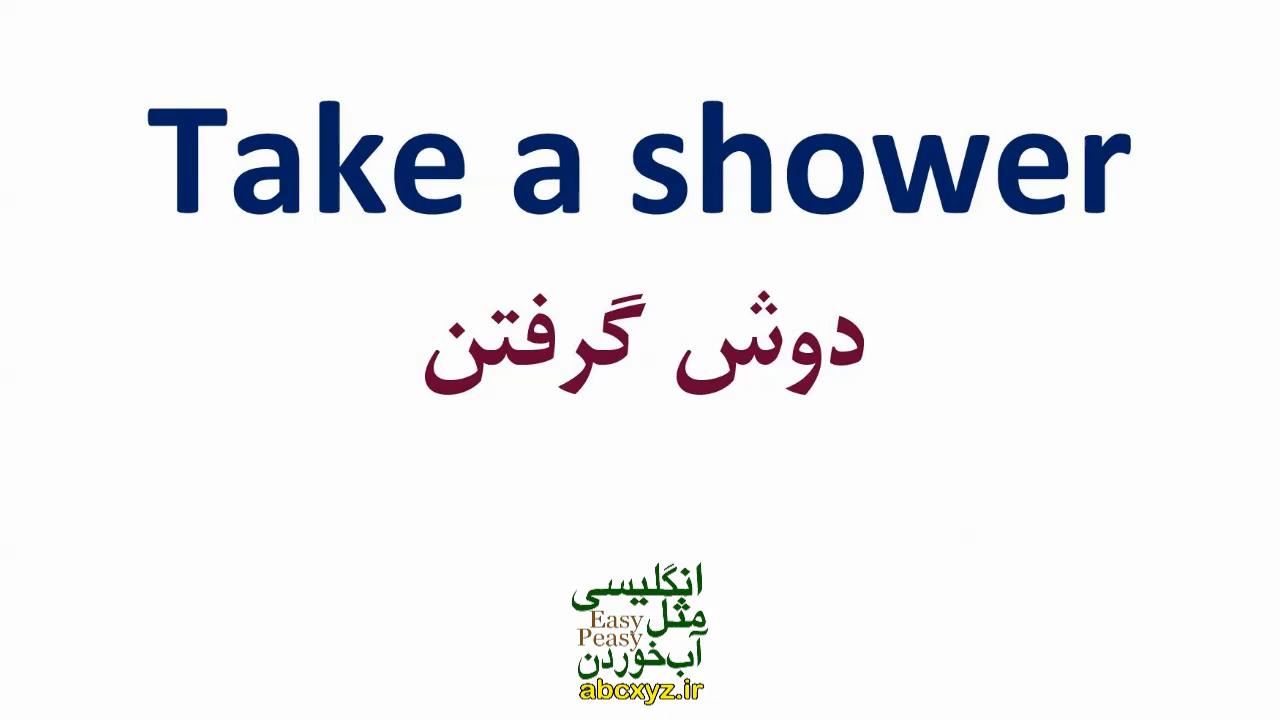 Take a shower
دوش گرفتن
انگلیسی
مثل
Easy
Peasy
آب‌خوردن
abcxyz.ir